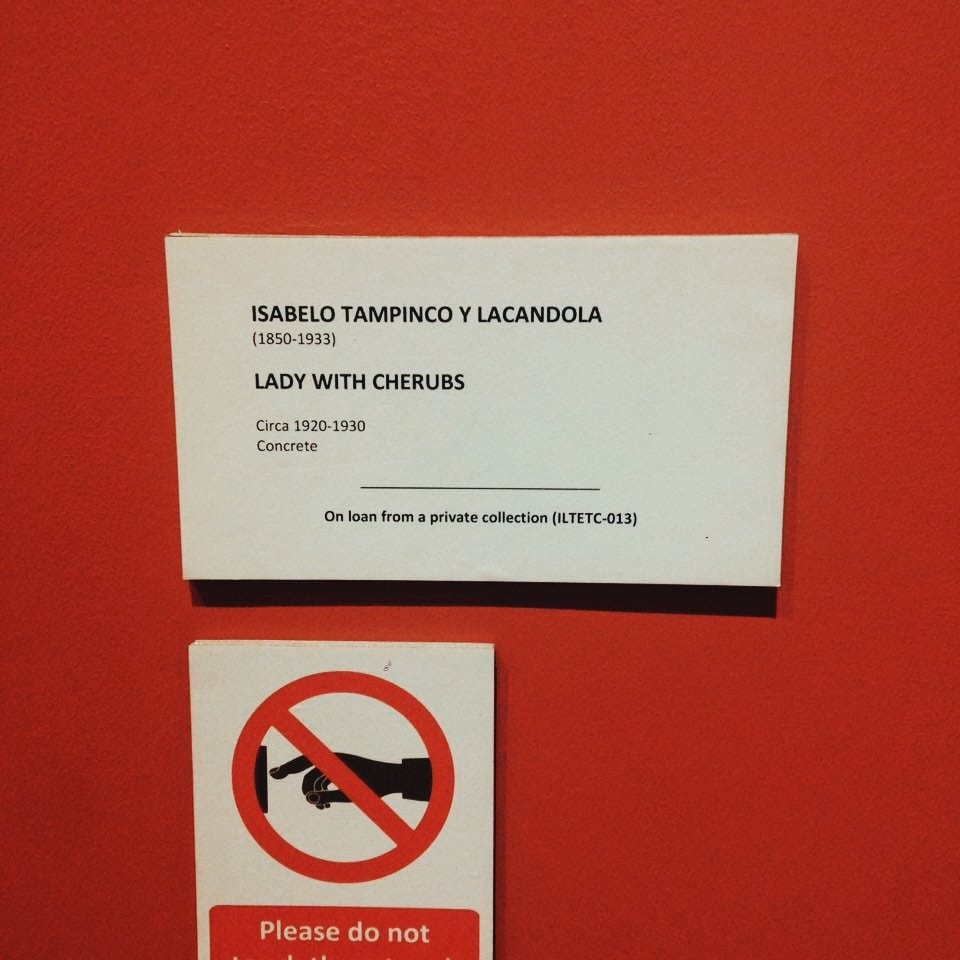 ISABELO TAMPINCO Y LACANDOLA
(1850-1933)
LADY WITH CHERUBS
Circa 1920-1930
Concrete
On loan from a private collection (ILTETC-013)
Please do not